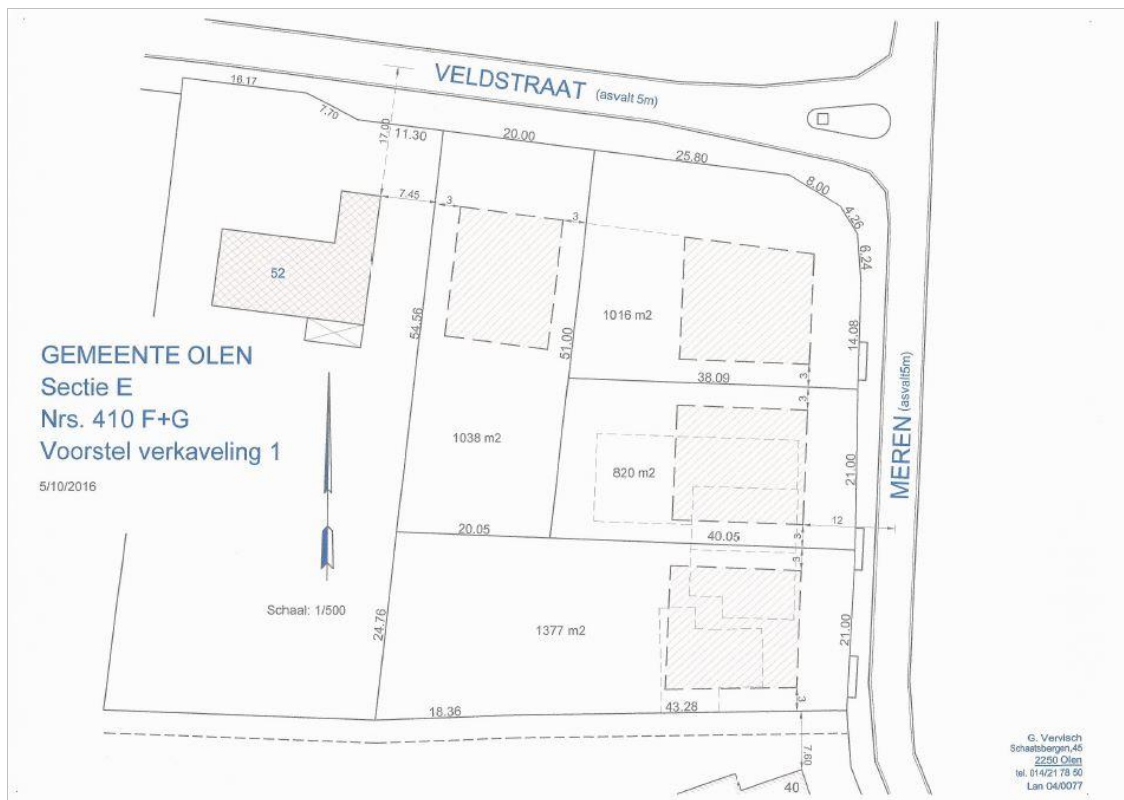 VELDSTRAAT (asvalt 5m)
16.17
7.70
17.00
11.30
20.00
25.80
8.00
4.26
6.24
7.45
3
3
52
1016 m2
14.08
54.56
51.00
38.09
3
3
GEMEENTE OLEN
Sectie E
Nrs. 410 F+G
Voorstel verkaveling 1
5/10/2016
MEREN (asvalt5m)
1038 m2
820 m2
21.00
12
20.05
40.05
3
3
Schaal: 1/500
24.76
1377 m2
21.00
18.36
43.28
3
7.60
40
G. Vervisch
Schaatsbergen,45
2250 Olen
tel. 014/21 78 50
Lan 04/0077